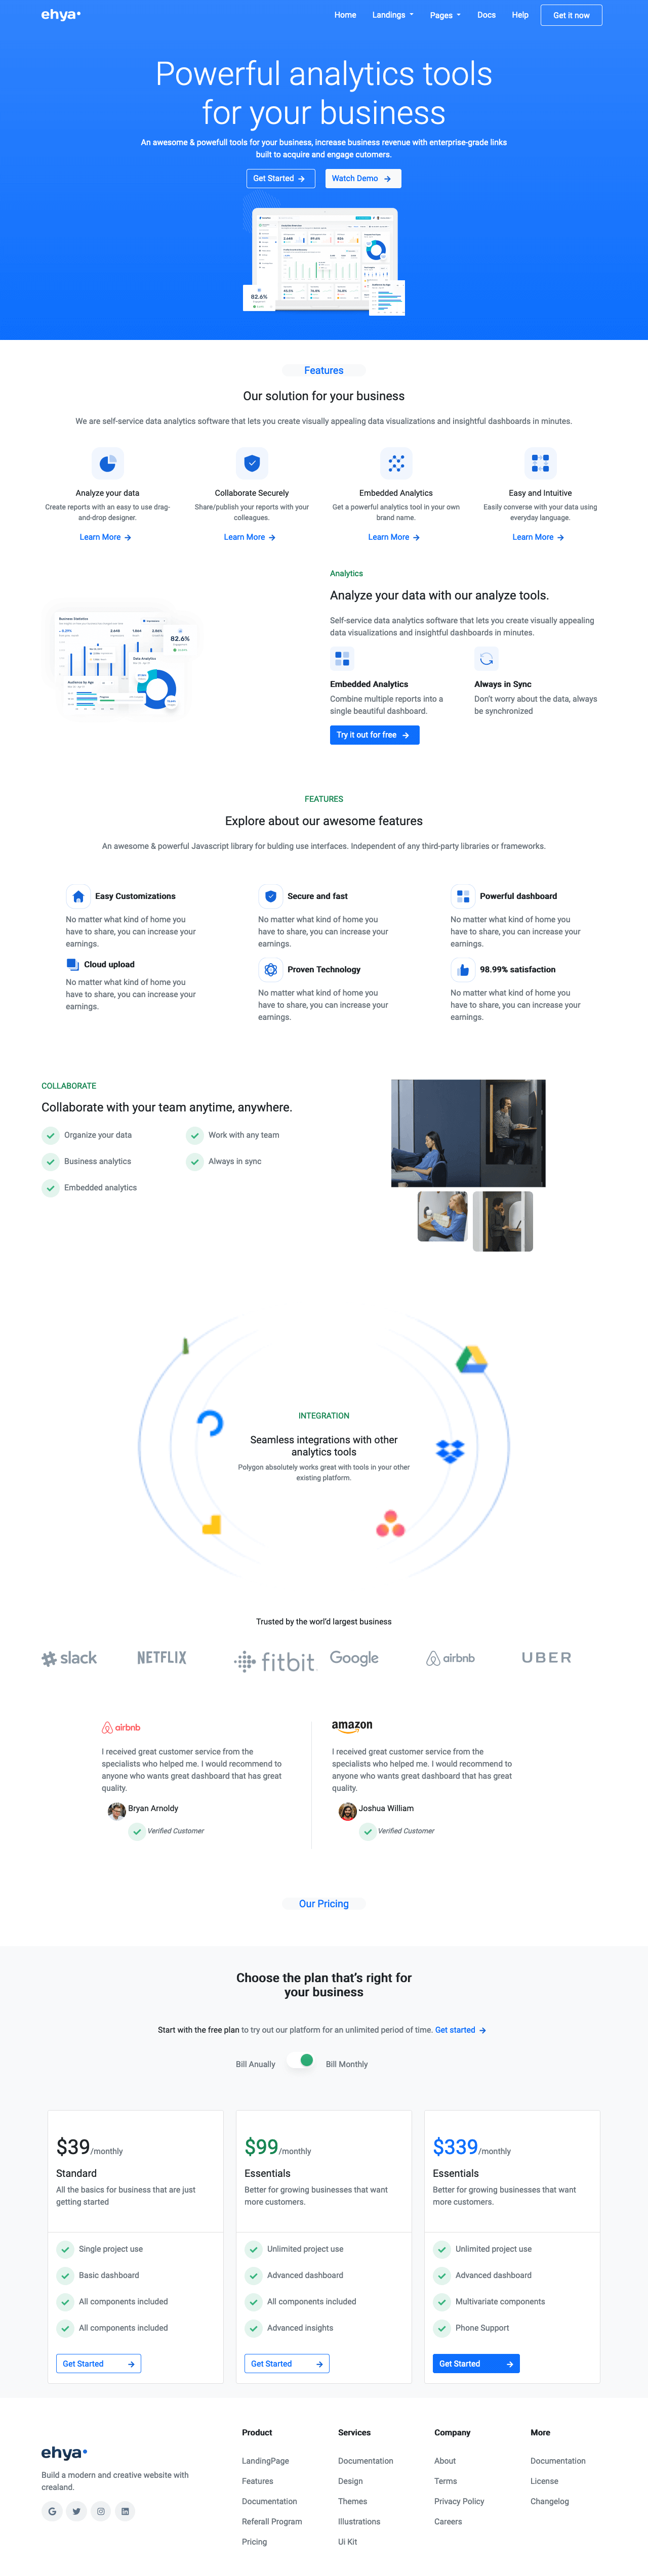 ehya
Home Landings Pages Docs Help Get it now
Powerful analytics tools
for your business
An awesome & powefull tools for your business, increase business revenue with enterprise-grade links
built to acquire and engage cutomers.
Get Started Watch Demo
82.6%
Features
Our solution for your business
We are self-service data analytics software that lets you create visually appealing data visualizations and insightful dashboards in minutes.
Analyze your data
Create reports with an easy to use drag-
and-drop designer.
Learn More
Collaborate Securely
Share/publish your reports with your
colleagues.
Learn More
Embedded Analytics
Get a powerful analytics tool in your own
brand name.
Learn More
Easy and Intuitive
Easily converse with your data using
everyday language.
Learn More
Business Statistics
82.6%
Data Analytics
Audience by Age
Analytics
Analyze your data with our analyze tools.
Self-service data analytics software that lets you create visually appealing
data visualizations and insightful dashboards in minutes.
Embedded Analytics
Combine multiple reports into a
single beautiful dashboard.
Always in Sync
Don't worry about the data, always
be synchronized
Try it out for free
FEATURES
Explore about our awesome features
An awesome & powerful Javascript library for bulding use interfaces. Independent of any third-party libraries or frameworks.
Easy Customizations
No matter what kind of home you
have to share, you can increase your
earnings.
Secure and fast
No matter what kind of home you
have to share, you can increase your
earnings.
Powerful dashboard
No matter what kind of home you
have to share, you can increase your
earnings.
Cloud upload
No matter what kind of home you
have to share, you can increase your
earnings.
Proven Technology
No matter what kind of home you
have to share, you can increase your
earnings.
98.99% satisfaction
No matter what kind of home you
have to share, you can increase your
earnings.
COLLABORATE
Collaborate with your team anytime, anywhere.
Organize your data
Work with any team
Business analytics
Always in sync
Embedded analytics
INTEGRATION
Seamless integrations with other
analytics tools
Polygon absolutely works great with tools in your other
existing platform.
Trusted by the worl'd largest business
slack NETFLIX fitbit. Google airbnb UBER
airbnb
I received great customer service from the
specialists who helped me. I would recommend to
anyone who wants great dashboard that has great
quality.
Bryan Arnoldy
Verified Customer
amazon
I received great customer service from the
specialists who helped me. I would recommend to
anyone who wants great dashboard that has great
quality.
Joshua William
Verified Customer
Our Pricing
Choose the plan that's right for
your business
Start with the free plan to try out our platform for an unlimited period of time. Get started
Bill Anually Bill Monthly
$39/monthly
Standard
All the basics for business that are just
getting started
Single project use
Basic dashboard
All components included
All components included
Get Started
$99/monthly
Essentials
Better for growing businesses that want
more customers.
Unlimited project use
Advanced dashboard
All components included
Advanced insights
Get Started
$339/monthly
Essentials
Better for growing businesses that want
more customers.
Unlimited project use
Advanced dashboard
Multivariate components
Phone Support
Get Started
ehya
Build a modern and creative website with
crealand.
Product
LandingPage
Features
Documentation
Referall Program
Pricing
Services
Documentation
Design
Themes
Illustrations
Ui Kit
Company
About
Terms
Privacy Policy
Careers
More
Documentation
License
Changelog